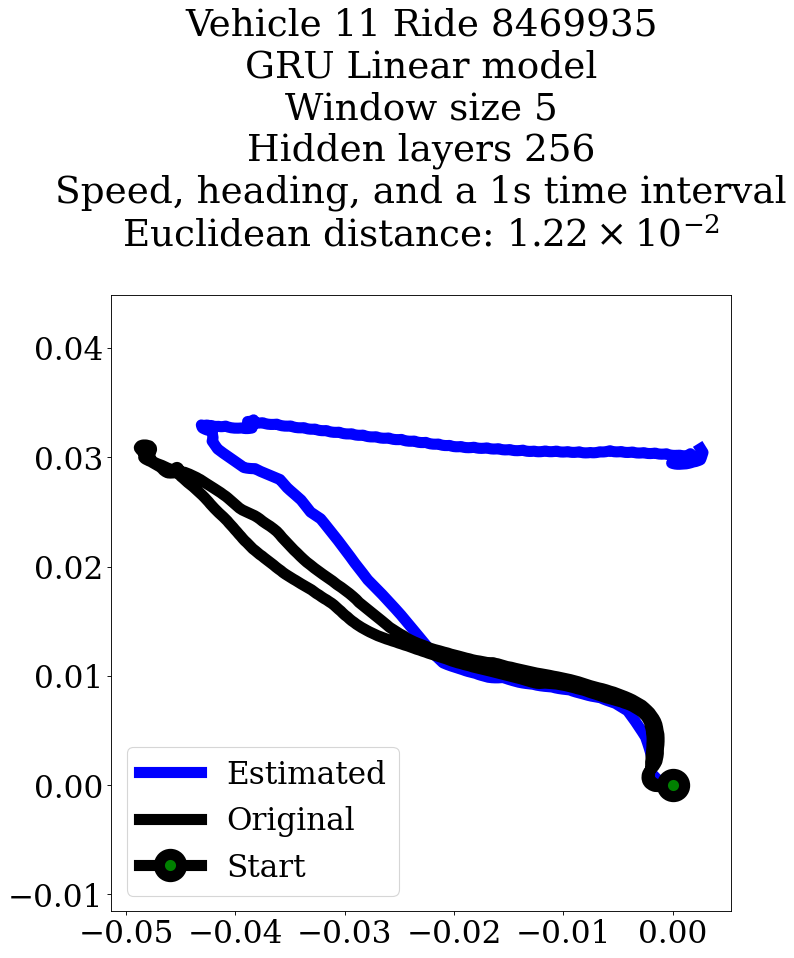 Vehicle 11 Ride 8469935
GRU Linear model
Window size 5
Hidden layers 256
Speed, heading, and a 1s time interval
Euclidean distance: 1.22 × 10⁻²
0.04
0.03
0.02
0.01
0.00
−0.01
Estimated
Original
Start
−0.05 −0.04 −0.03 −0.02 −0.01 0.00